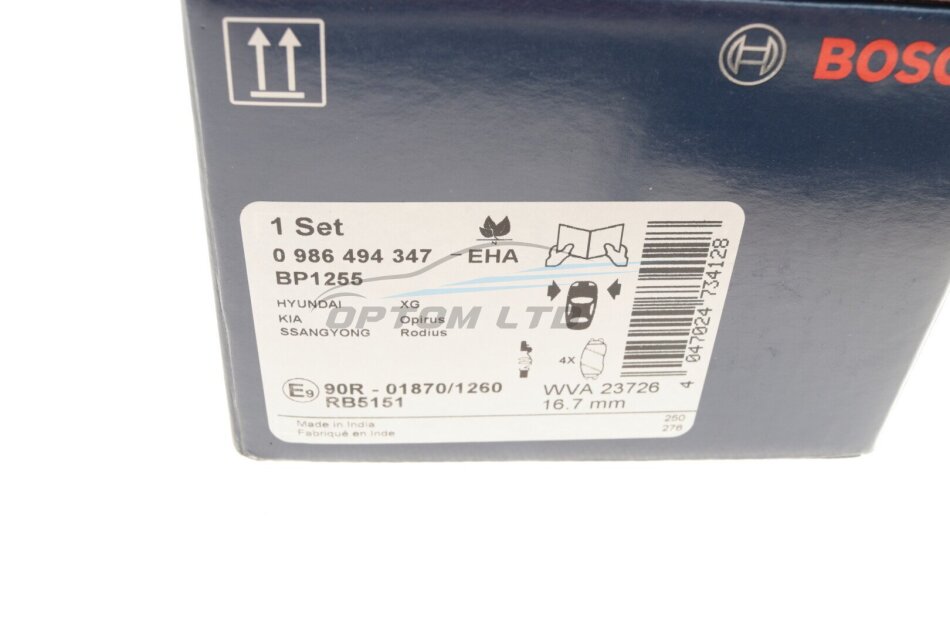 BOSC
1 Set
0 986 494 347 - EHA
BP1255
HYUNDAI XG
KIA Opirus
SSANGYONG Rodius
OPTOM LTD
4X
E9 90R - 01870/1260
RB5151
WVA 23726
16.7 mm
Made in India
Fabriqué en Inde
250
276
4 047024 734128